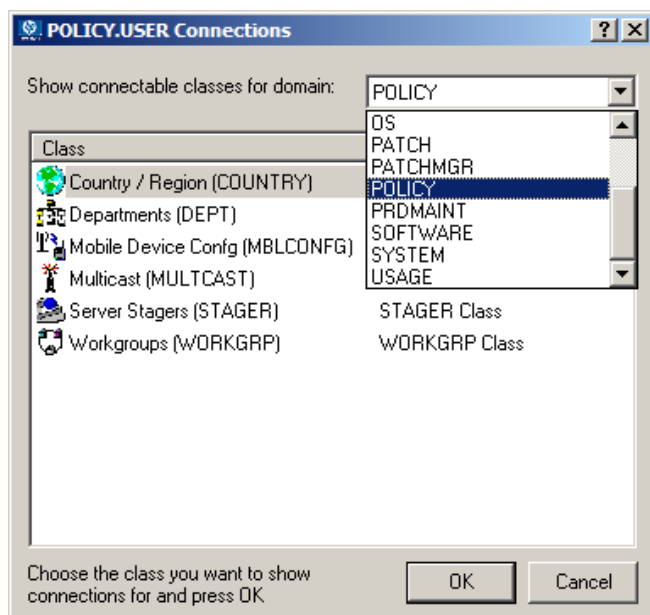 POLICY.USER Connections
Show connectable classes for domain:
POLICY
OS
PATCH
PATCHMGR
POLICY
PRDMAINT
SOFTWARE
SYSTEM
USAGE
Class
Country / Region (COUNTRY)
Departments (DEPT)
Mobile Device Confg (MBLCONFG)
Multicast (MULTCAST)
Server Stagers (STAGER) STAGER Class
Workgroups (WORKGRP) WORKGRP Class
Choose the class you want to show
connections for and press OK
OK
Cancel